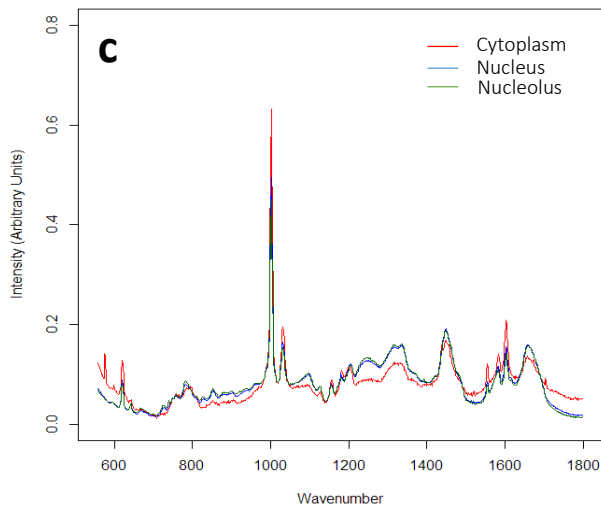 c
Cytoplasm
Nucleus
Nucleolus
Intensity (Arbitrary Units)
0.8
0.6
0.4
0.2
0.0
600 800 1000 1200 1400 1600 1800
Wavenumber